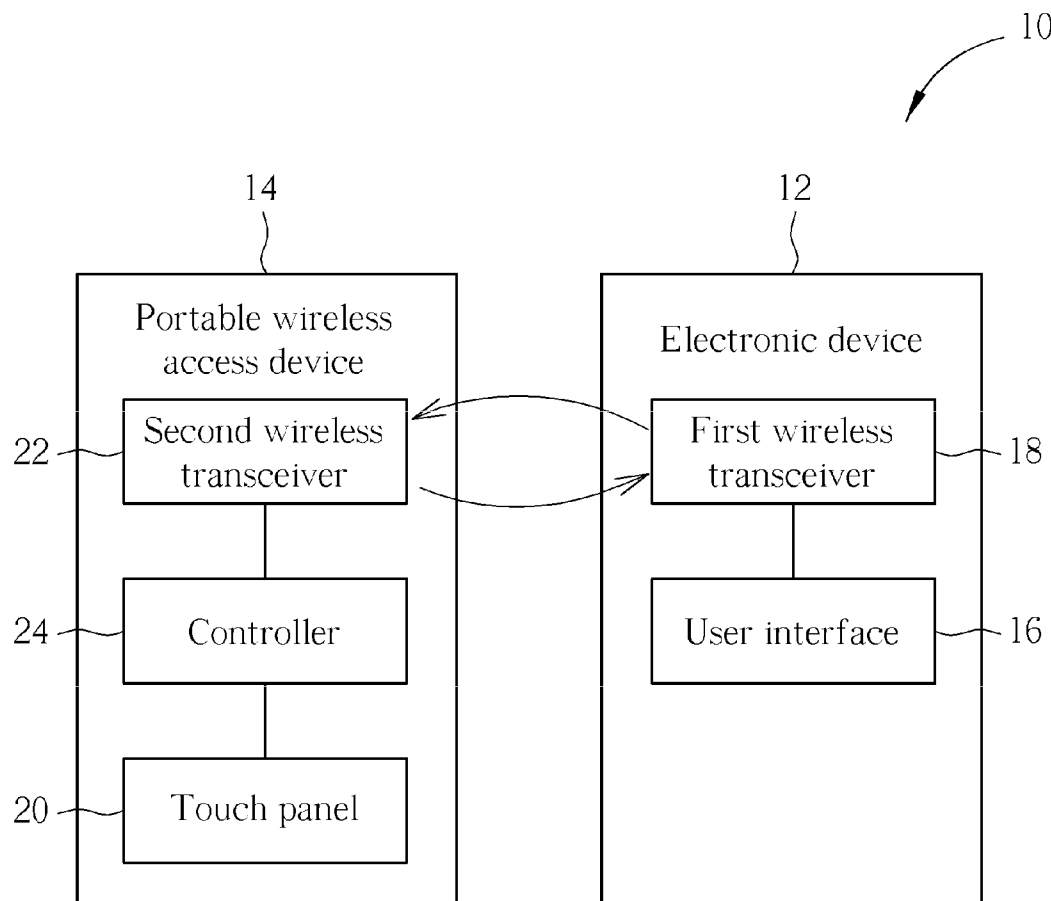 10
14
12
Portable wireless
access device
Electronic device
22
Second wireless
transceiver
First wireless
transceiver
18
24
Controller
User interface
16
20
Touch panel